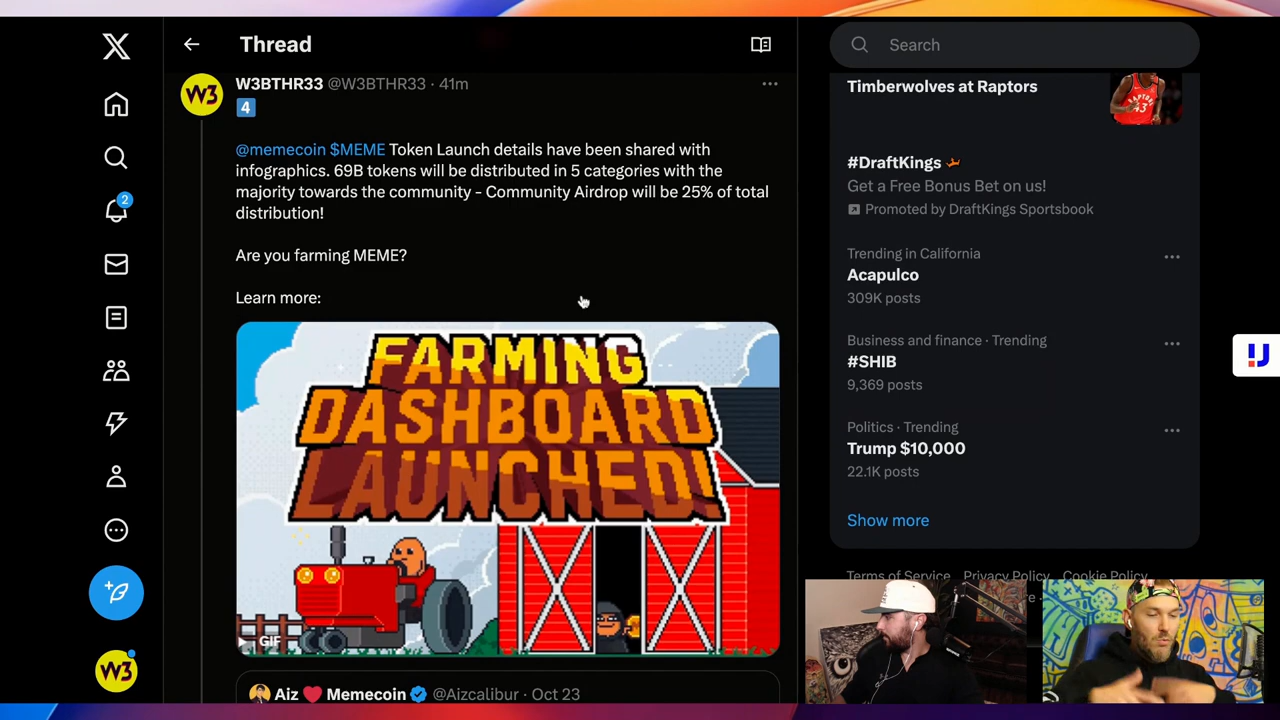 Thread
Search
W3BTHR33 @W3BTHR33 · 41m
4
@memecoin $MEME Token Launch details have been shared with
infographics. 69B tokens will be distributed in 5 categories with the
majority towards the community - Community Airdrop will be 25% of total
distribution!
Are you farming MEME?
Learn more:
FARMING
DASHBOARD
LAUNCHED!
GIF
Aiz ❤️ Memecoin @Aizcalibur · Oct 23
2
W3
W3
Timberwolves at Raptors
#DraftKings
Get a Free Bonus Bet on us!
Promoted by DraftKings Sportsbook
Trending in California
Acapulco
309K posts
Business and finance · Trending
#SHIB
9,369 posts
Politics · Trending
Trump $10,000
22.1K posts
Show more
Terms of Service Privacy Policy Cookie Policy